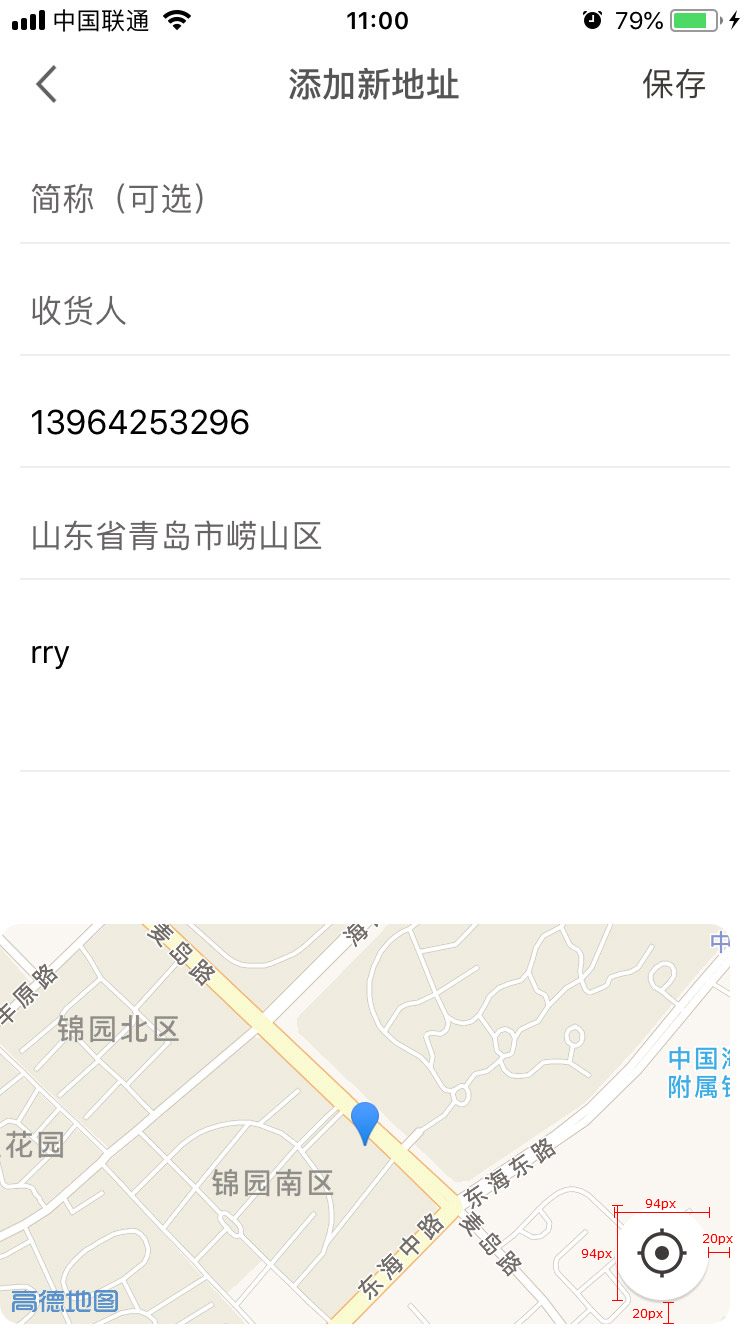 中国联通 11:00 79%
添加新地址 保存
简称（可选）
收货人
13964253296
山东省青岛市崂山区
rry
麦岛路
丰原路
锦园北区
中国海
附属镇
花园
锦园南区
东海东路
东海中路
麦岛路
94px
94px
20px
20px
高德地图